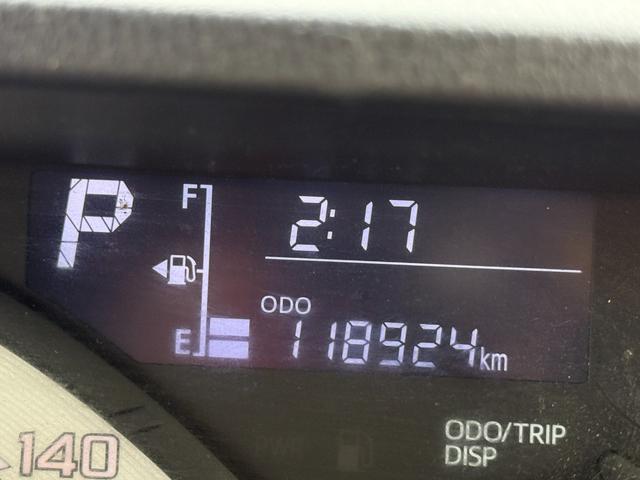 P
F
2:17
ODO
E
118924km
ODO/TRIP
DISP
140